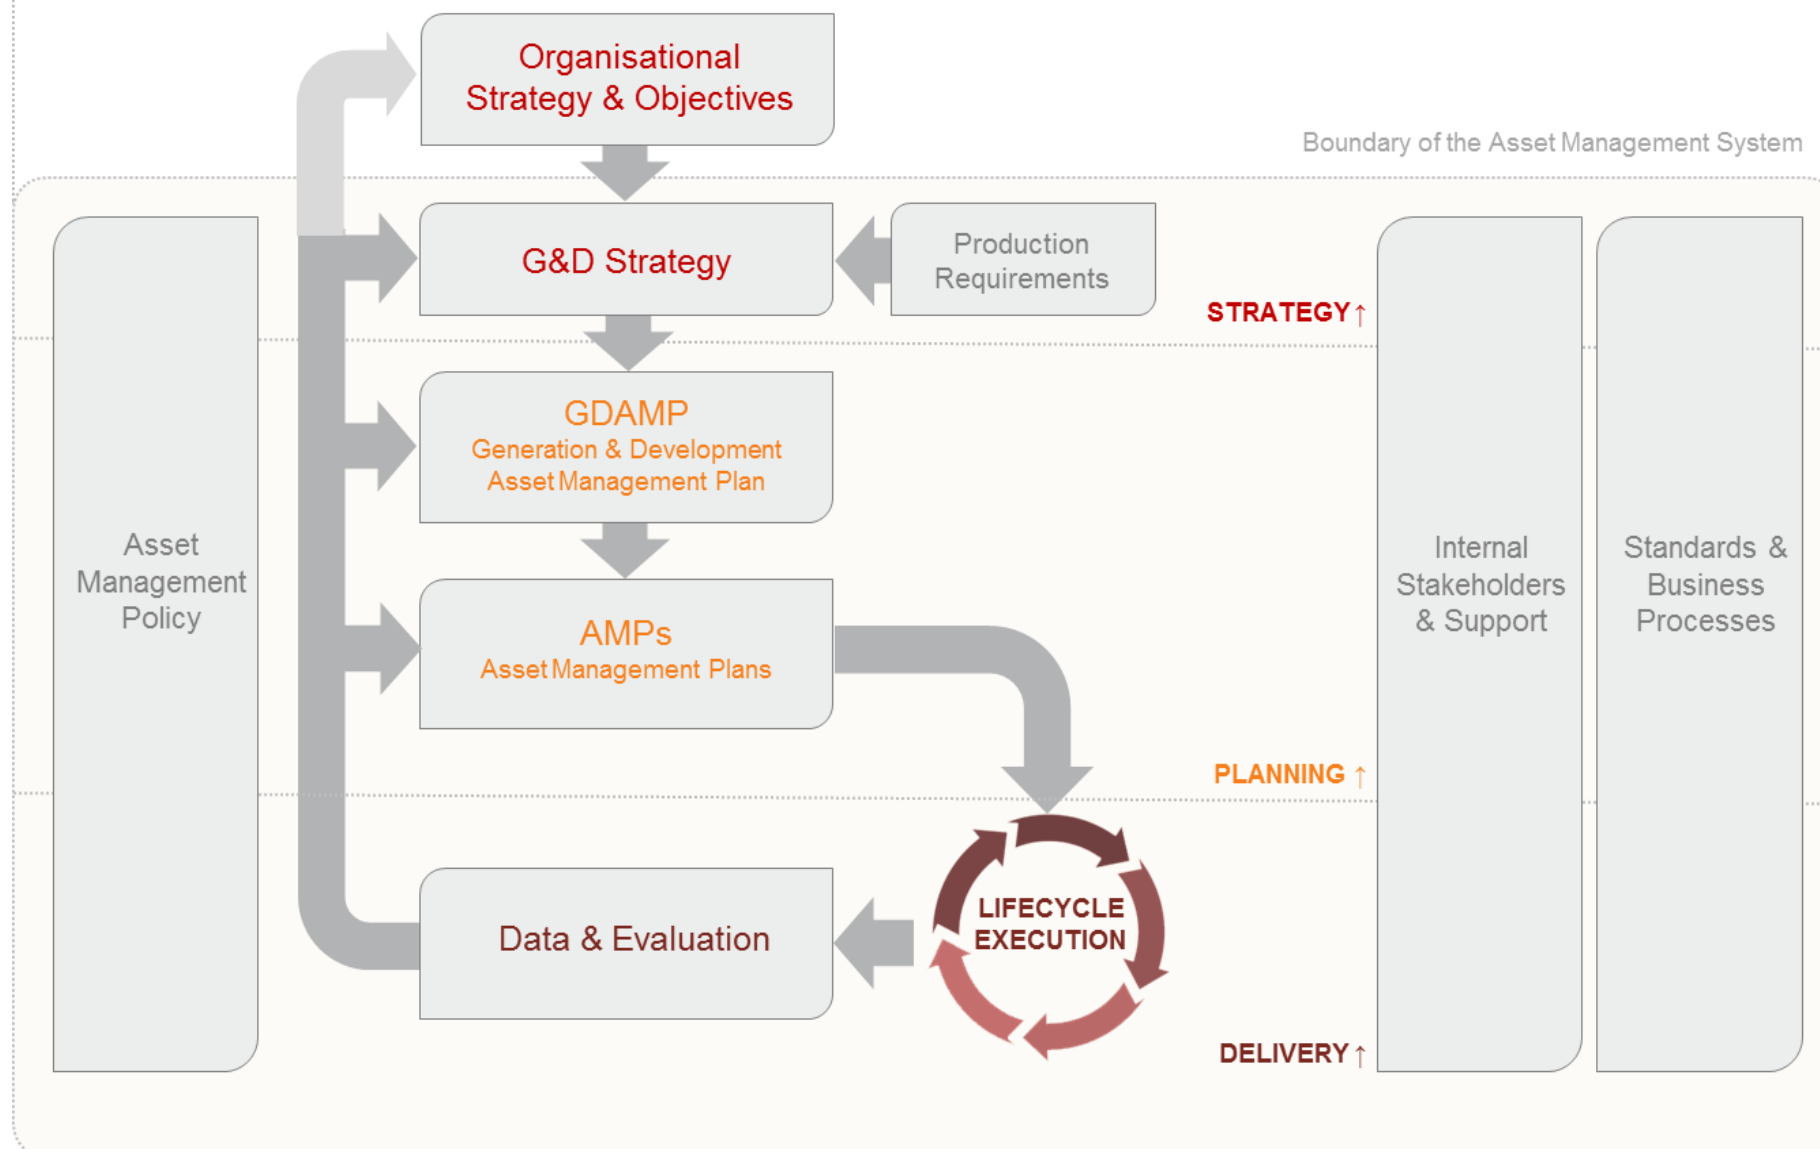 Organisational
Strategy & Objectives
Boundary of the Asset Management System
G&D Strategy
Production
Requirements
STRATEGY ↑
GDAMP
Generation & Development
Asset Management Plan
Asset
Management
Policy
Internal
Stakeholders
& Support
Standards &
Business
Processes
AMPs
Asset Management Plans
PLANNING ↑
LIFECYCLE
EXECUTION
Data & Evaluation
DELIVERY ↑